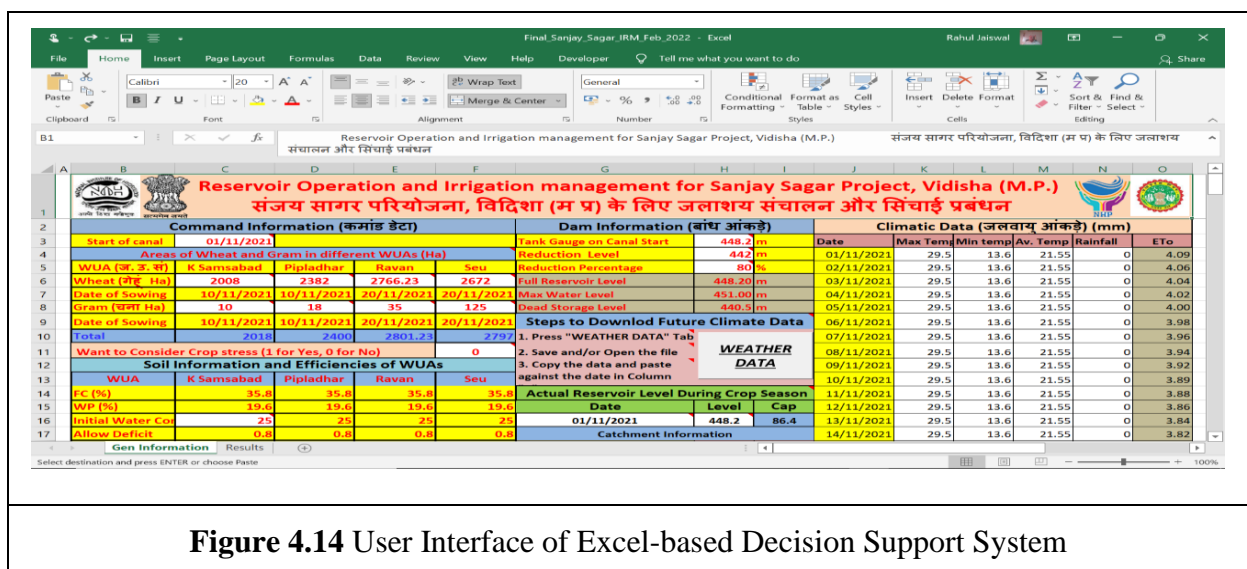 Final_Sanjay_Sagar_IRM_Feb_2022 - Excel Rahul Jaiswal
File Home Insert Page Layout Formulas Data Review View Help Developer Tell me what you want to do Share
Calibri 20 Wrap Text General
Paste B I U Merge & Center Conditional Formatting Format as Table Cell Styles Insert Delete Format Sort & Filter Find & Select
Clipboard Font Alignment Number Styles Cells Editing
B1 fx Reservoir Operation and Irrigation management for Sanjay Sagar Project, Vidisha (M.P.) संजय सागर परियोजना, विदिशा (म प्र) के लिए जलाशय
संचालन और सिंचाई प्रबंधन
A B C D E F G H I J K L M N O
1 Reservoir Operation and Irrigation management for Sanjay Sagar Project, Vidisha (M.P.)
संजय सागर परियोजना, विदिशा (म प्र) के लिए जलाशय संचालन और सिंचाई प्रबंधन
NIH सत्यमेव जयते NHP
2 Command Information (कमांड डेटा) Dam Information (बांध आंकड़े) Climatic Data (जलवायु आंकड़े) (mm)
3 Start of canal 01/11/2021 Tank Gauge on Canal Start 448.2 m Date Max Temp Min temp Av. Temp Rainfall ETo
4 Areas of Wheat and Gram in different WUAs (Ha) Reduction Level 442 m 01/11/2021 29.5 13.6 21.55 0 4.09
5 WUA (ज. उ. सं) K Samsabad Pipladhar Ravan Seu Reduction Percentage 80 % 02/11/2021 29.5 13.6 21.55 0 4.06
6 Wheat (गेहूं Ha) 2008 2382 2766.23 2672 Full Reservoir Level 448.20 m 03/11/2021 29.5 13.6 21.55 0 4.04
7 Date of Sowing 10/11/2021 10/11/2021 20/11/2021 20/11/2021 Max Water Level 451.00 m 04/11/2021 29.5 13.6 21.55 0 4.02
8 Gram (चना Ha) 10 18 35 125 Dead Storage Level 440.5 m 05/11/2021 29.5 13.6 21.55 0 4.00
9 Date of Sowing 10/11/2021 10/11/2021 20/11/2021 20/11/2021 Steps to Downlod Future Climate Data 06/11/2021 29.5 13.6 21.55 0 3.98
10 Total 2018 2400 2801.23 2797 1. Press "WEATHER DATA" Tab 07/11/2021 29.5 13.6 21.55 0 3.96
11 Want to Consider Crop stress (1 for Yes, 0 for No) 0 2. Save and/or Open the file WEATHER DATA 08/11/2021 29.5 13.6 21.55 0 3.94
12 Soil Information and Efficiencies of WUAs 3. Copy the data and paste 09/11/2021 29.5 13.6 21.55 0 3.92
13 WUA K Samsabad Pipladhar Ravan Seu against the date in Column 10/11/2021 29.5 13.6 21.55 0 3.89
14 FC (%) 35.8 35.8 35.8 35.8 Actual Reservoir Level During Crop Season 11/11/2021 29.5 13.6 21.55 0 3.88
15 WP (%) 19.6 19.6 19.6 19.6 Date Level Cap 12/11/2021 29.5 13.6 21.55 0 3.86
16 Initial Water Cor 25 25 25 25 01/11/2021 448.2 86.4 13/11/2021 29.5 13.6 21.55 0 3.84
17 Allow Deficit 0.8 0.8 0.8 0.8 Catchment Information 14/11/2021 29.5 13.6 21.55 0 3.82
Gen Information Results
Select destination and press ENTER or choose Paste 100%
Figure 4.14 User Interface of Excel-based Decision Support System